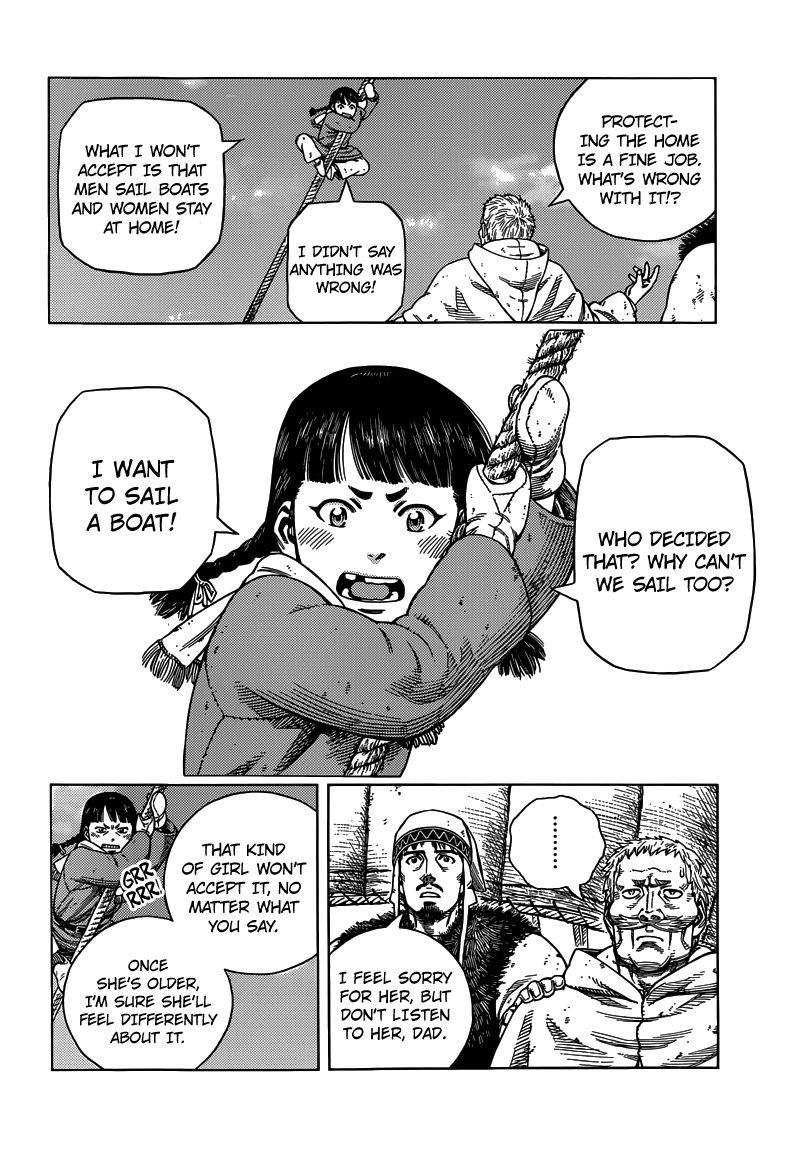 PROTECT-
ING THE HOME
IS A FINE JOB.
WHAT'S WRONG
WITH IT!?
I DIDN'T SAY
ANYTHING WAS
WRONG!
WHAT I WON'T
ACCEPT IS THAT
MEN SAIL BOATS
AND WOMEN STAY
AT HOME!
WHO DECIDED
THAT? WHY CAN'T
WE SAIL TOO?
I WANT
TO SAIL
A BOAT!
.......
I FEEL SORRY
FOR HER, BUT
DON'T LISTEN
TO HER, DAD.
THAT KIND
OF GIRL WON'T
ACCEPT IT, NO
MATTER WHAT
YOU SAY.
GRR
RRR!
ONCE
SHE'S OLDER,
I'M SURE SHE'LL
FEEL DIFFERENTLY
ABOUT IT.